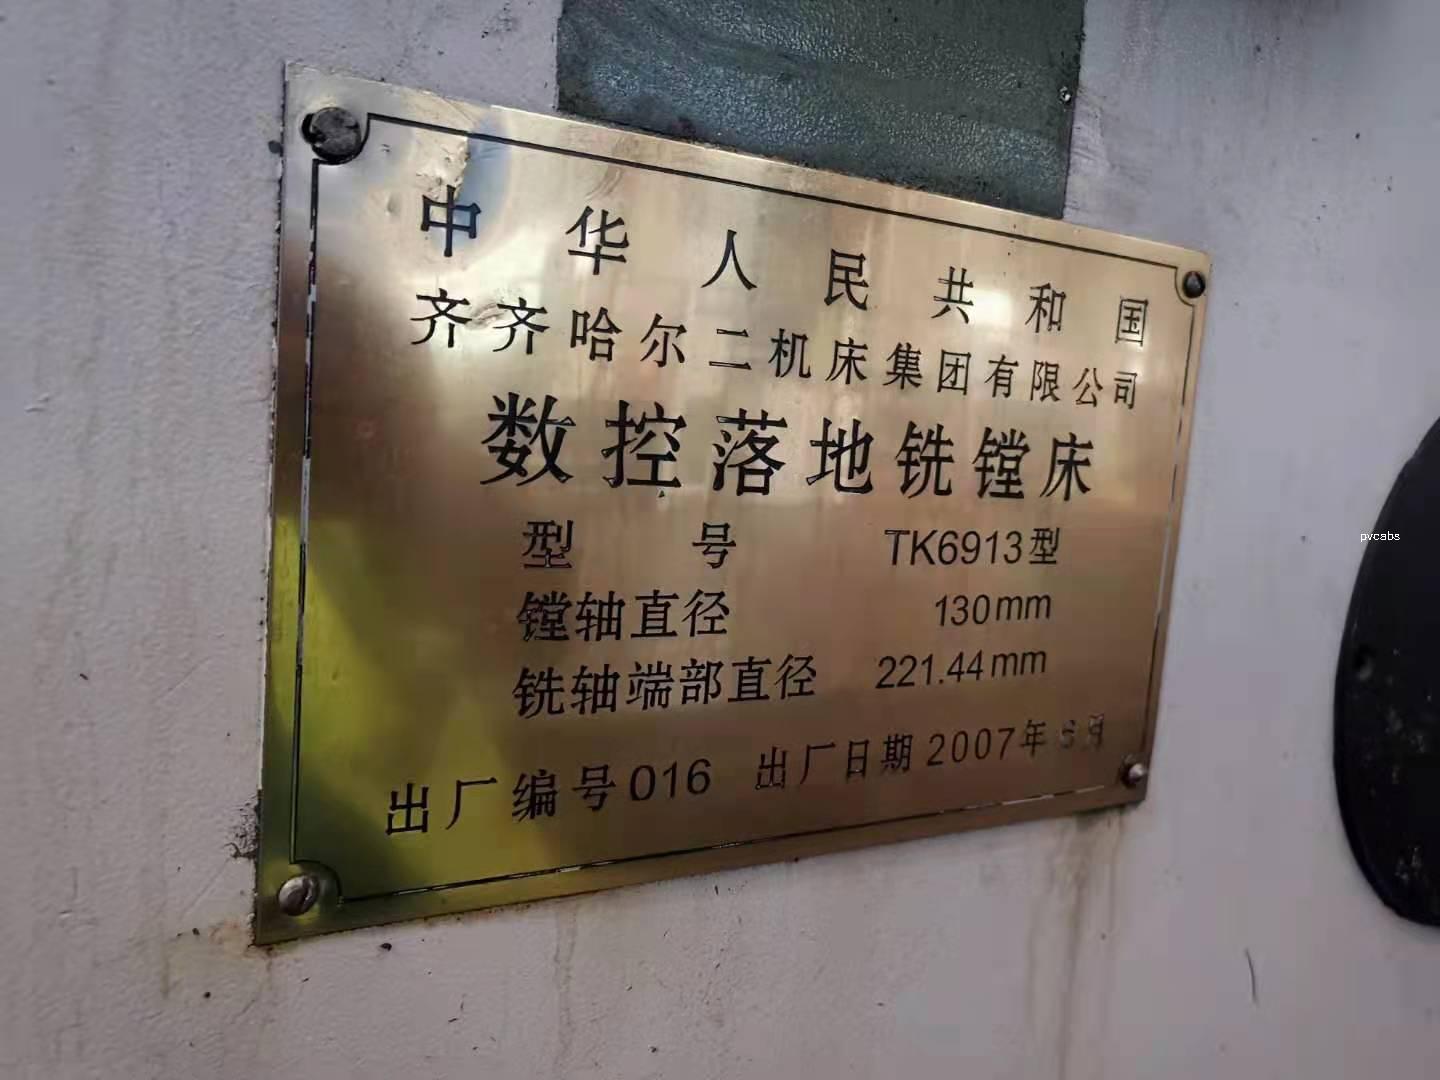 中华人民共和国
齐齐哈尔二机床集团有限公司
数控落地铣镗床
型号 TK6913型
镗轴直径 130mm
铣轴端部直径 221.44mm
出厂编号016 出厂日期2007年 月
pvcabs